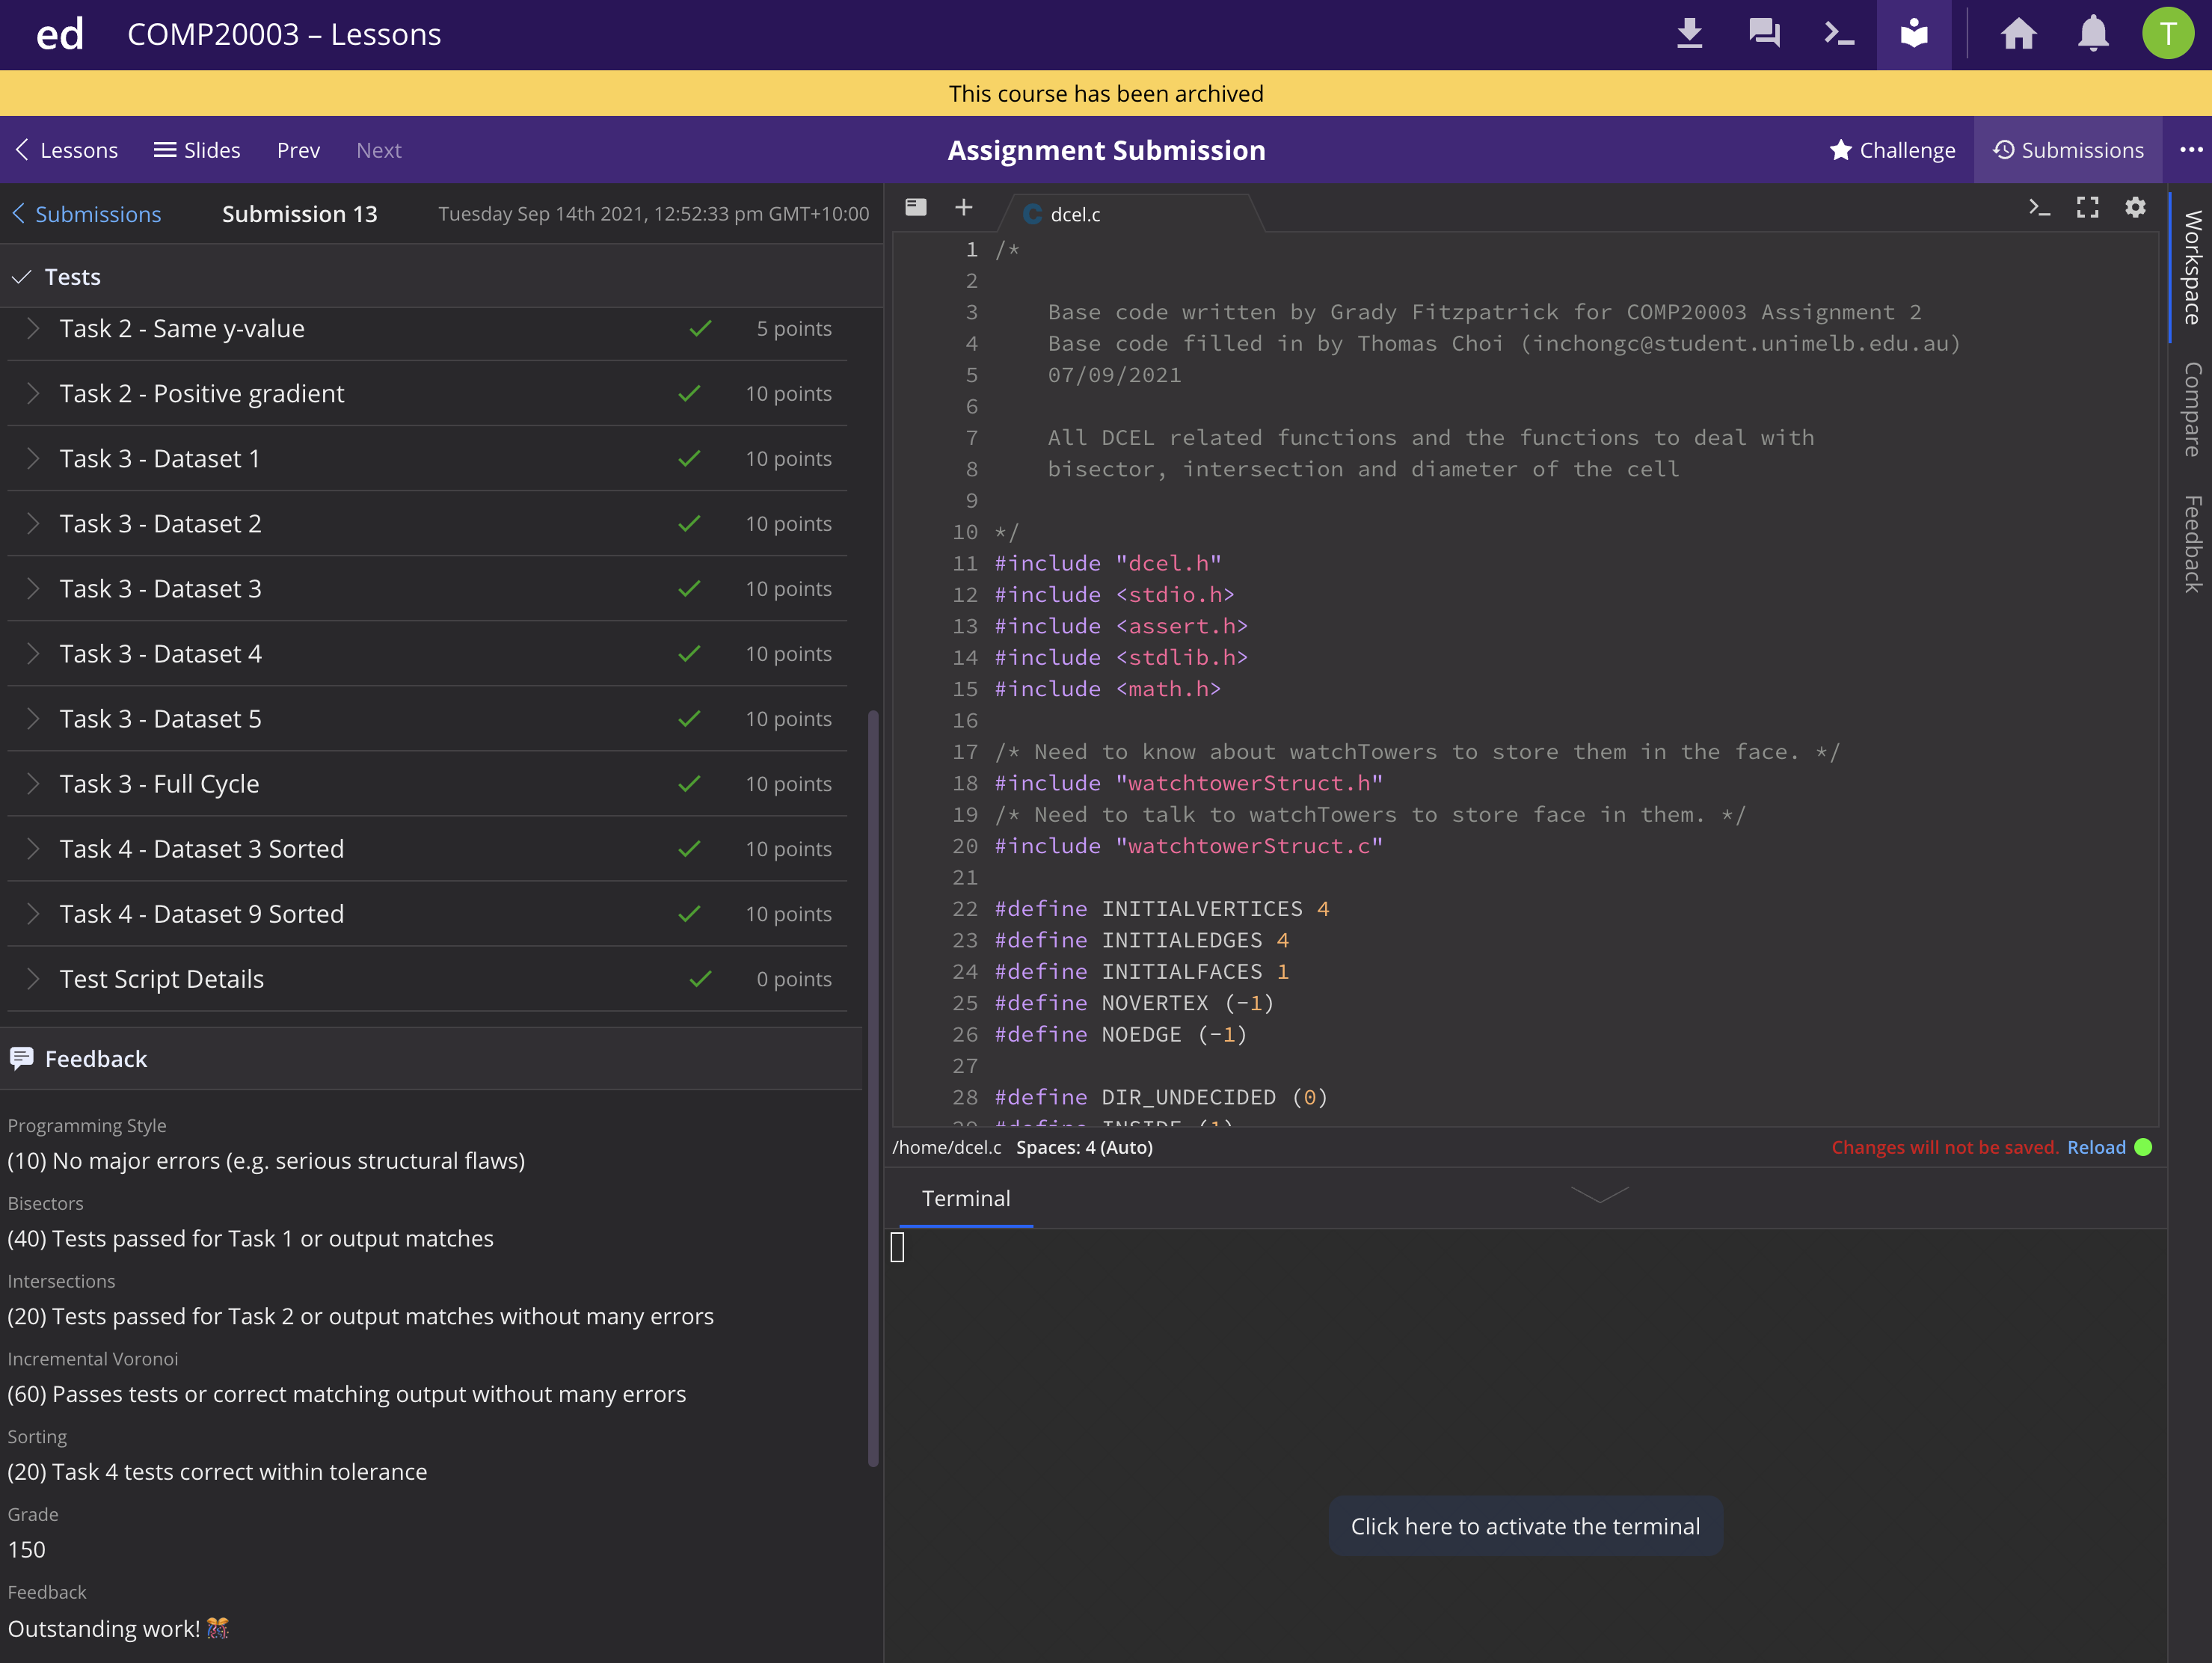 ed COMP20003 – Lessons T
This course has been archived
Lessons Slides Prev Next Assignment Submission Challenge Submissions
Submissions Submission 13 Tuesday Sep 14th 2021, 12:52:33 pm GMT+10:00
Tests
Task 2 - Same y-value 5 points
Task 2 - Positive gradient 10 points
Task 3 - Dataset 1 10 points
Task 3 - Dataset 2 10 points
Task 3 - Dataset 3 10 points
Task 3 - Dataset 4 10 points
Task 3 - Dataset 5 10 points
Task 3 - Full Cycle 10 points
Task 4 - Dataset 3 Sorted 10 points
Task 4 - Dataset 9 Sorted 10 points
Test Script Details 0 points
Feedback
Programming Style
(10) No major errors (e.g. serious structural flaws)
Bisectors
(40) Tests passed for Task 1 or output matches
Intersections
(20) Tests passed for Task 2 or output matches without many errors
Incremental Voronoi
(60) Passes tests or correct matching output without many errors
Sorting
(20) Task 4 tests correct within tolerance
Grade
150
Feedback
Outstanding work! 🎊
C dcel.c
1 /*
2
3 Base code written by Grady Fitzpatrick for COMP20003 Assignment 2
4 Base code filled in by Thomas Choi (inchongc@student.unimelb.edu.au)
5 07/09/2021
6
7 All DCEL related functions and the functions to deal with
8 bisector, intersection and diameter of the cell
9
10 */
11 #include "dcel.h"
12 #include <stdio.h>
13 #include <assert.h>
14 #include <stdlib.h>
15 #include <math.h>
16
17 /* Need to know about watchTowers to store them in the face. */
18 #include "watchtowerStruct.h"
19 /* Need to talk to watchTowers to store face in them. */
20 #include "watchtowerStruct.c"
21
22 #define INITIALVERTICES 4
23 #define INITIALEDGES 4
24 #define INITIALFACES 1
25 #define NOVERTEX (-1)
26 #define NOEDGE (-1)
27
28 #define DIR_UNDECIDED (0)
29 #define INSIDE (1)
/home/dcel.c Spaces: 4 (Auto) Changes will not be saved. Reload
Terminal
Click here to activate the terminal
Workspace
Compare
Feedback